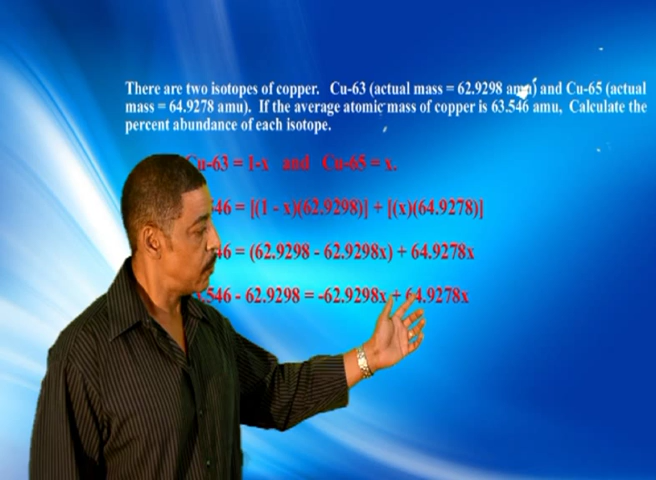 There are two isotopes of copper. Cu-63 (actual mass = 62.9298 amu) and Cu-65 (actual
mass = 64.9278 amu). If the average atomic mass of copper is 63.546 amu, Calculate the
percent abundance of each isotope.
Cu-63 = 1-x and Cu-65 = x.
546 = [(1 - x)(62.9298)] + [(x)(64.9278)]
46 = (62.9298 - 62.9298x) + 64.9278x
.546 - 62.9298 = -62.9298x + 64.9278x